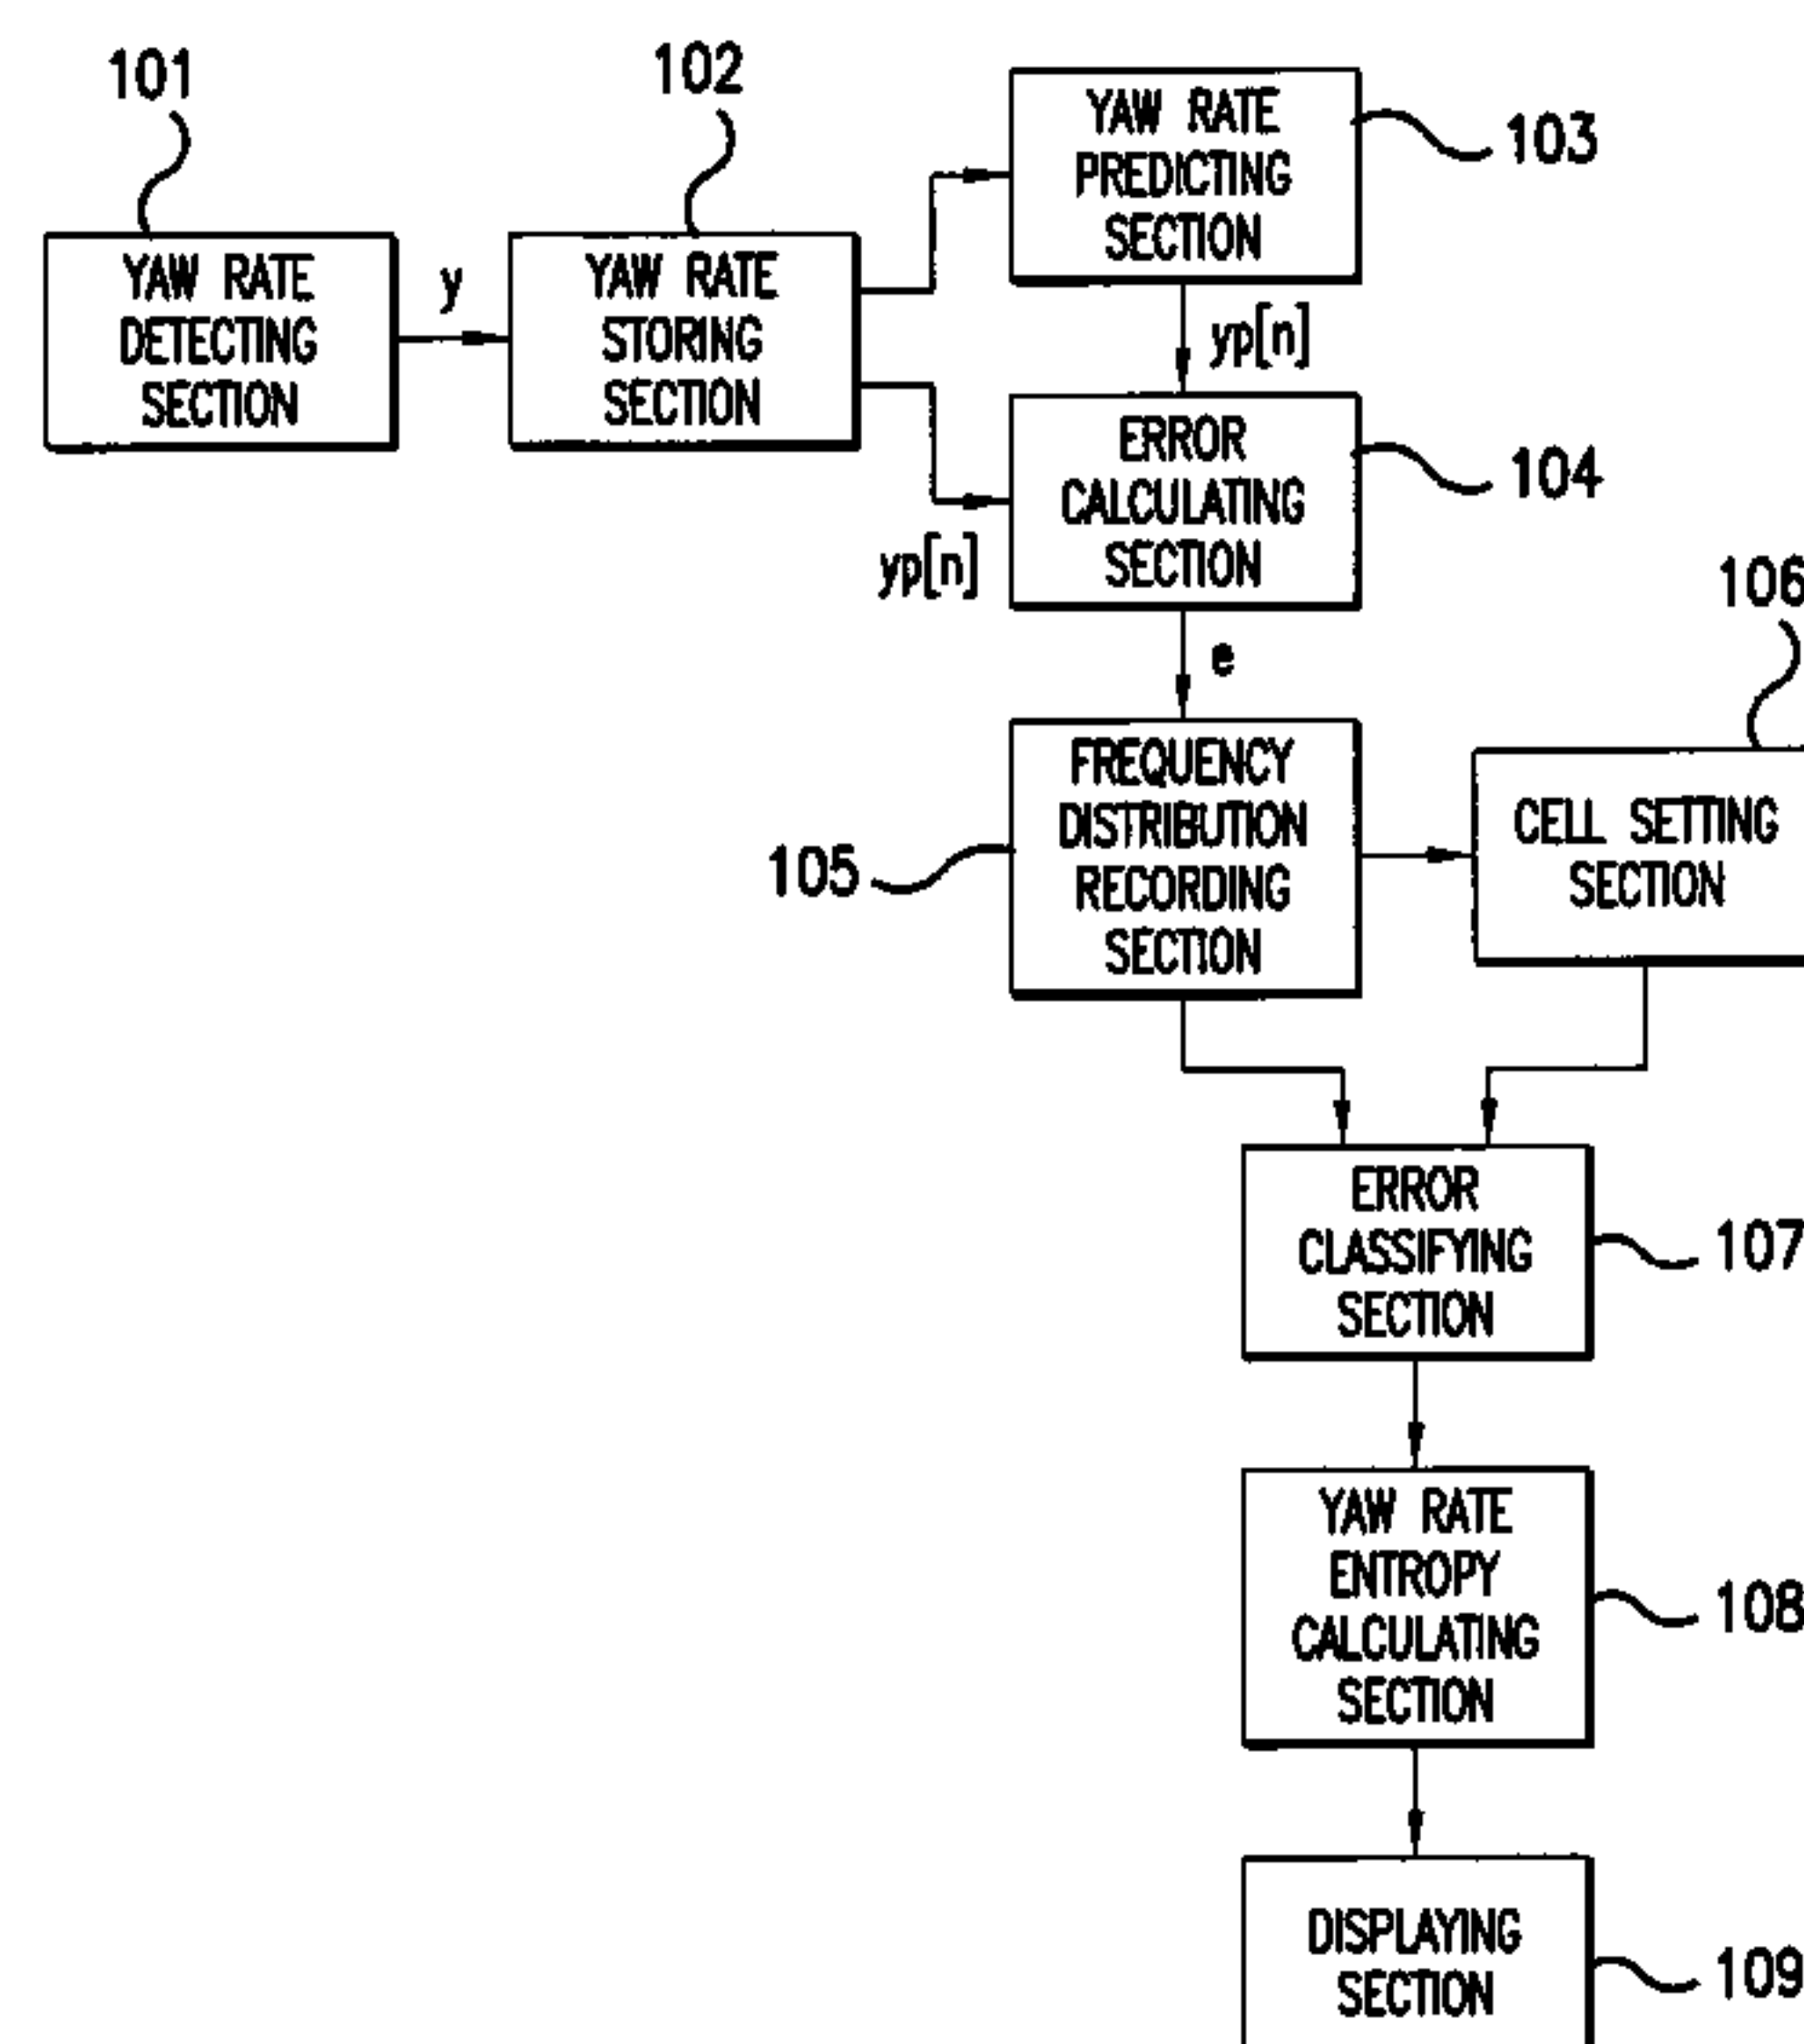 101
102
YAW RATE
PREDICTING
SECTION
103
YAW RATE
DETECTING
SECTION
y
YAW RATE
STORING
SECTION
yp[n]
ERROR
CALCULATING
SECTION
104
yp[n]
e
106
FREQUENCY
DISTRIBUTION
RECORDING
SECTION
105
CELL SETTING
SECTION
ERROR
CLASSIFYING
SECTION
107
YAW RATE
ENTROPY
CALCULATING
SECTION
108
DISPLAYING
SECTION
109